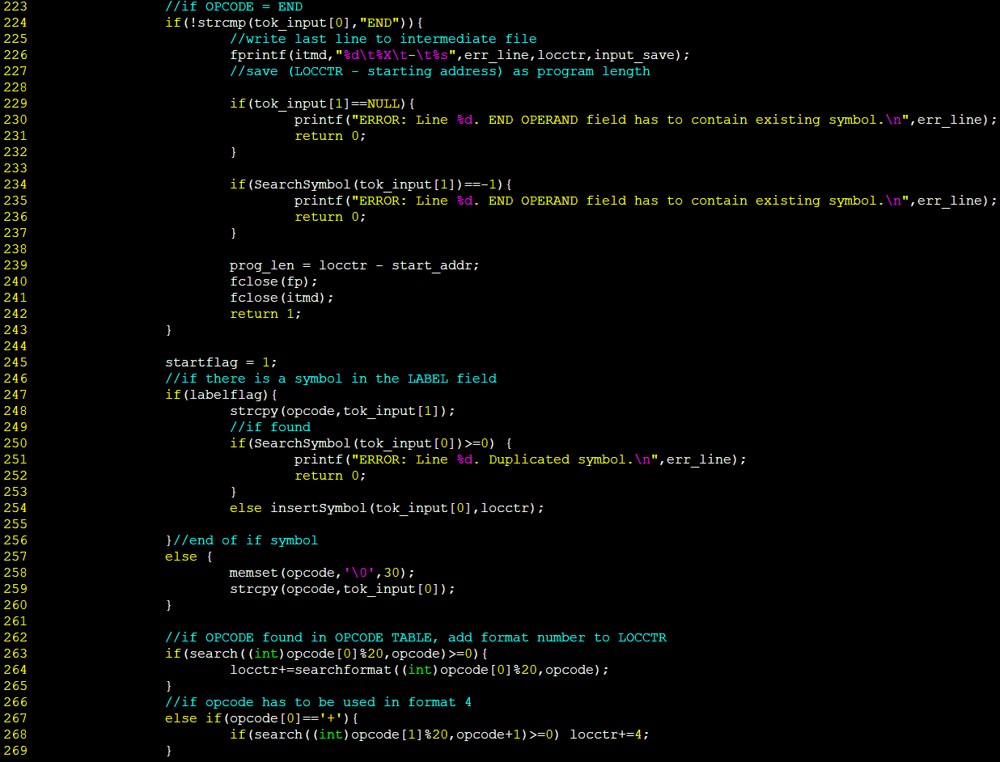 223 //if OPCODE = END
224 if(!strcmp(tok_input[0],"END")){
225 //write last line to intermediate file
226 fprintf(itmd,"%d\t%X\t-\t%s",err_line,locctr,input_save);
227 //save (LOCCTR - starting address) as program length
228
229 if(tok_input[1]==NULL){
230 printf("ERROR: Line %d. END OPERAND field has to contain existing symbol.\n",err_line);
231 return 0;
232 }
233
234 if(SearchSymbol(tok_input[1])==-1){
235 printf("ERROR: Line %d. END OPERAND field has to contain existing symbol.\n",err_line);
236 return 0;
237 }
238
239 prog_len = locctr - start_addr;
240 fclose(fp);
241 fclose(itmd);
242 return 1;
243 }
244
245 startflag = 1;
246 //if there is a symbol in the LABEL field
247 if(labelflag){
248 strcpy(opcode,tok_input[1]);
249 //if found
250 if(SearchSymbol(tok_input[0])>=0) {
251 printf("ERROR: Line %d. Duplicated symbol.\n",err_line);
252 return 0;
253 }
254 else insertSymbol(tok_input[0],locctr);
255
256 }//end of if symbol
257 else {
258 memset(opcode,'\0',30);
259 strcpy(opcode,tok_input[0]);
260 }
261
262 //if OPCODE found in OPCODE TABLE, add format number to LOCCTR
263 if(search((int)opcode[0]%20,opcode)>=0){
264 locctr+=searchformat((int)opcode[0]%20,opcode);
265 }
266 //if opcode has to be used in format 4
267 else if(opcode[0]=='+'){
268 if(search((int)opcode[1]%20,opcode+1)>=0) locctr+=4;
269 }